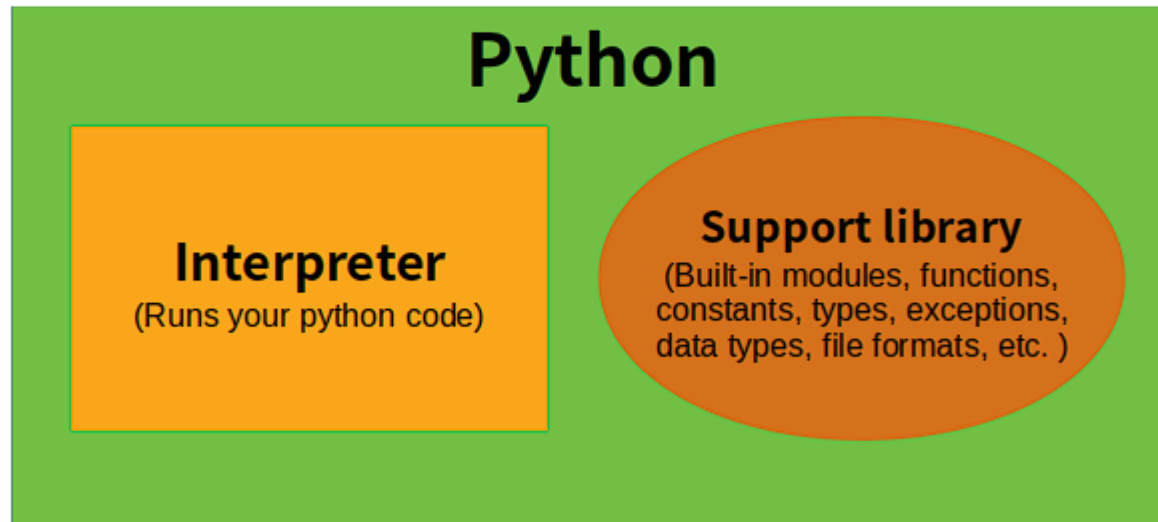 Python
Interpreter
(Runs your python code)
Support library
(Built-in modules, functions,
constants, types, exceptions,
data types, file formats, etc. )